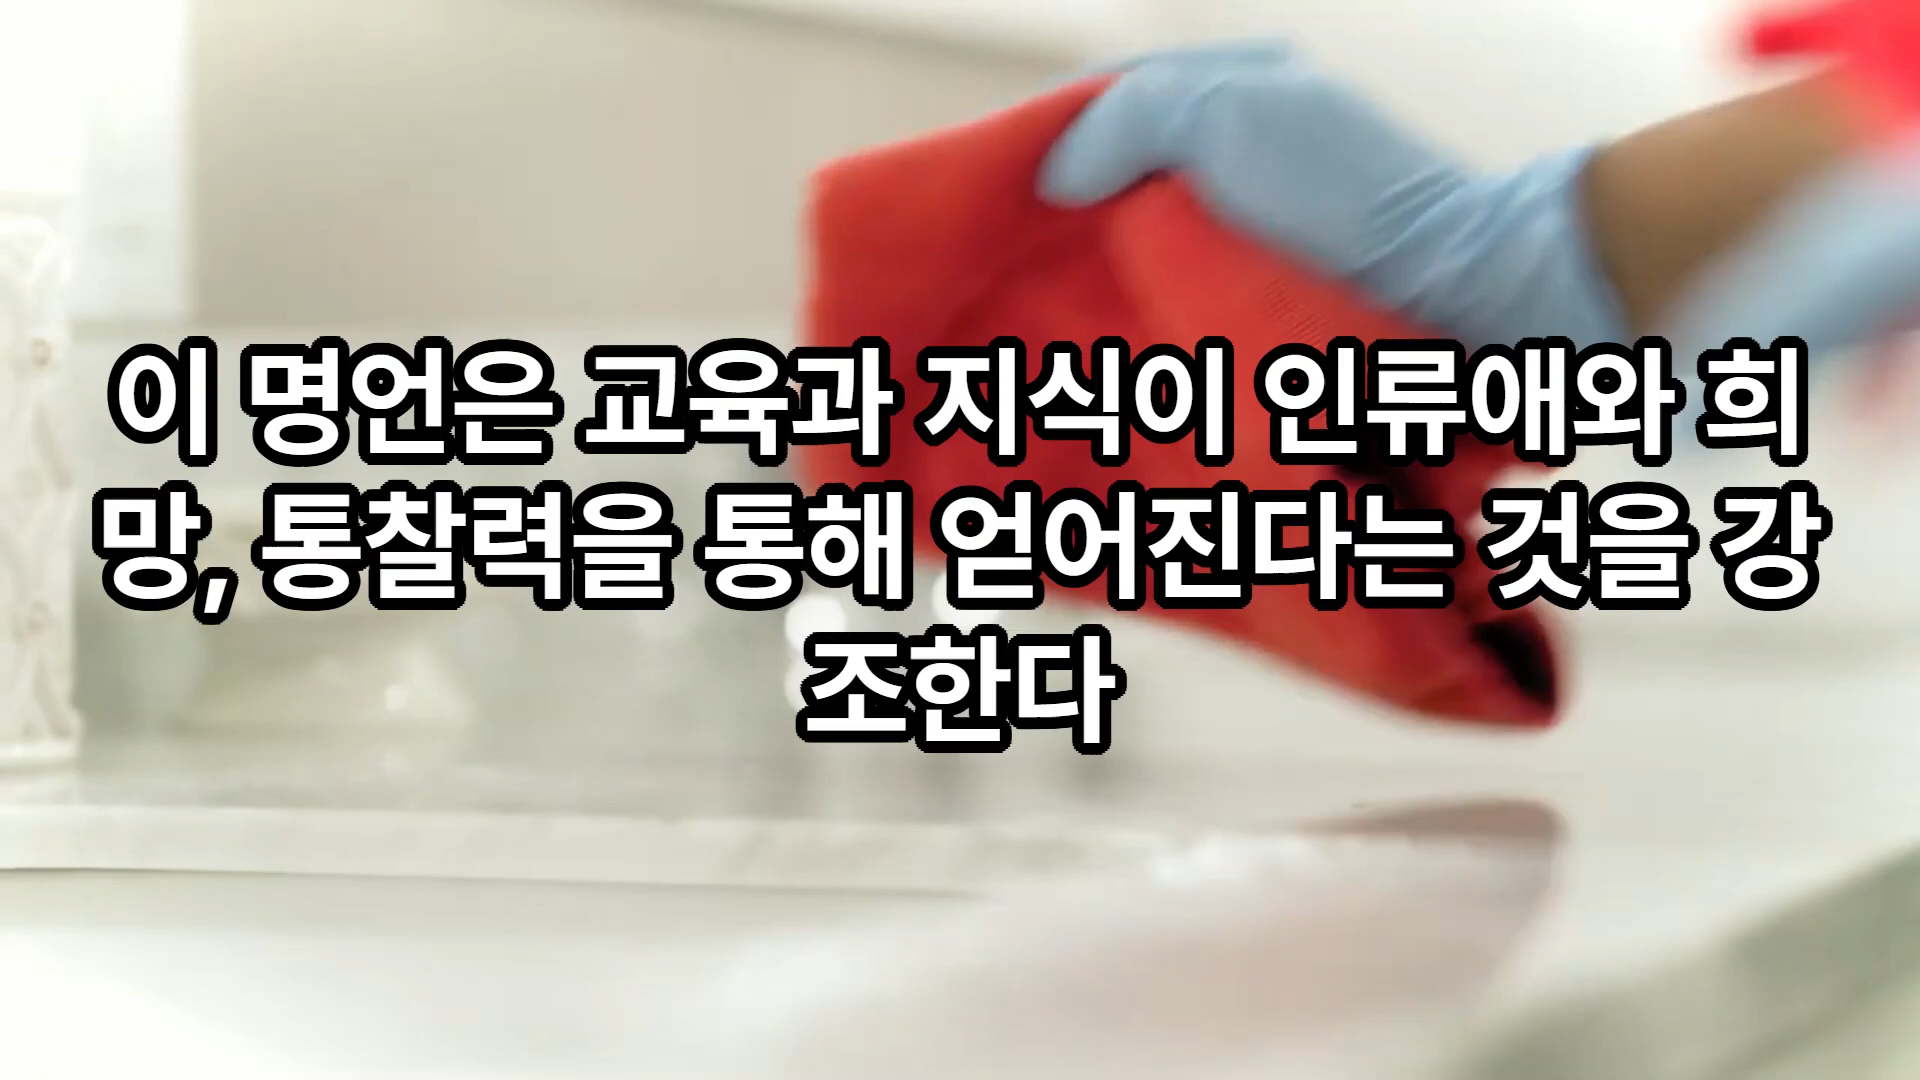 이 명언은 교육과 지식이 인류애와 희
망, 통찰력을 통해 얻어진다는 것을 강
조한다